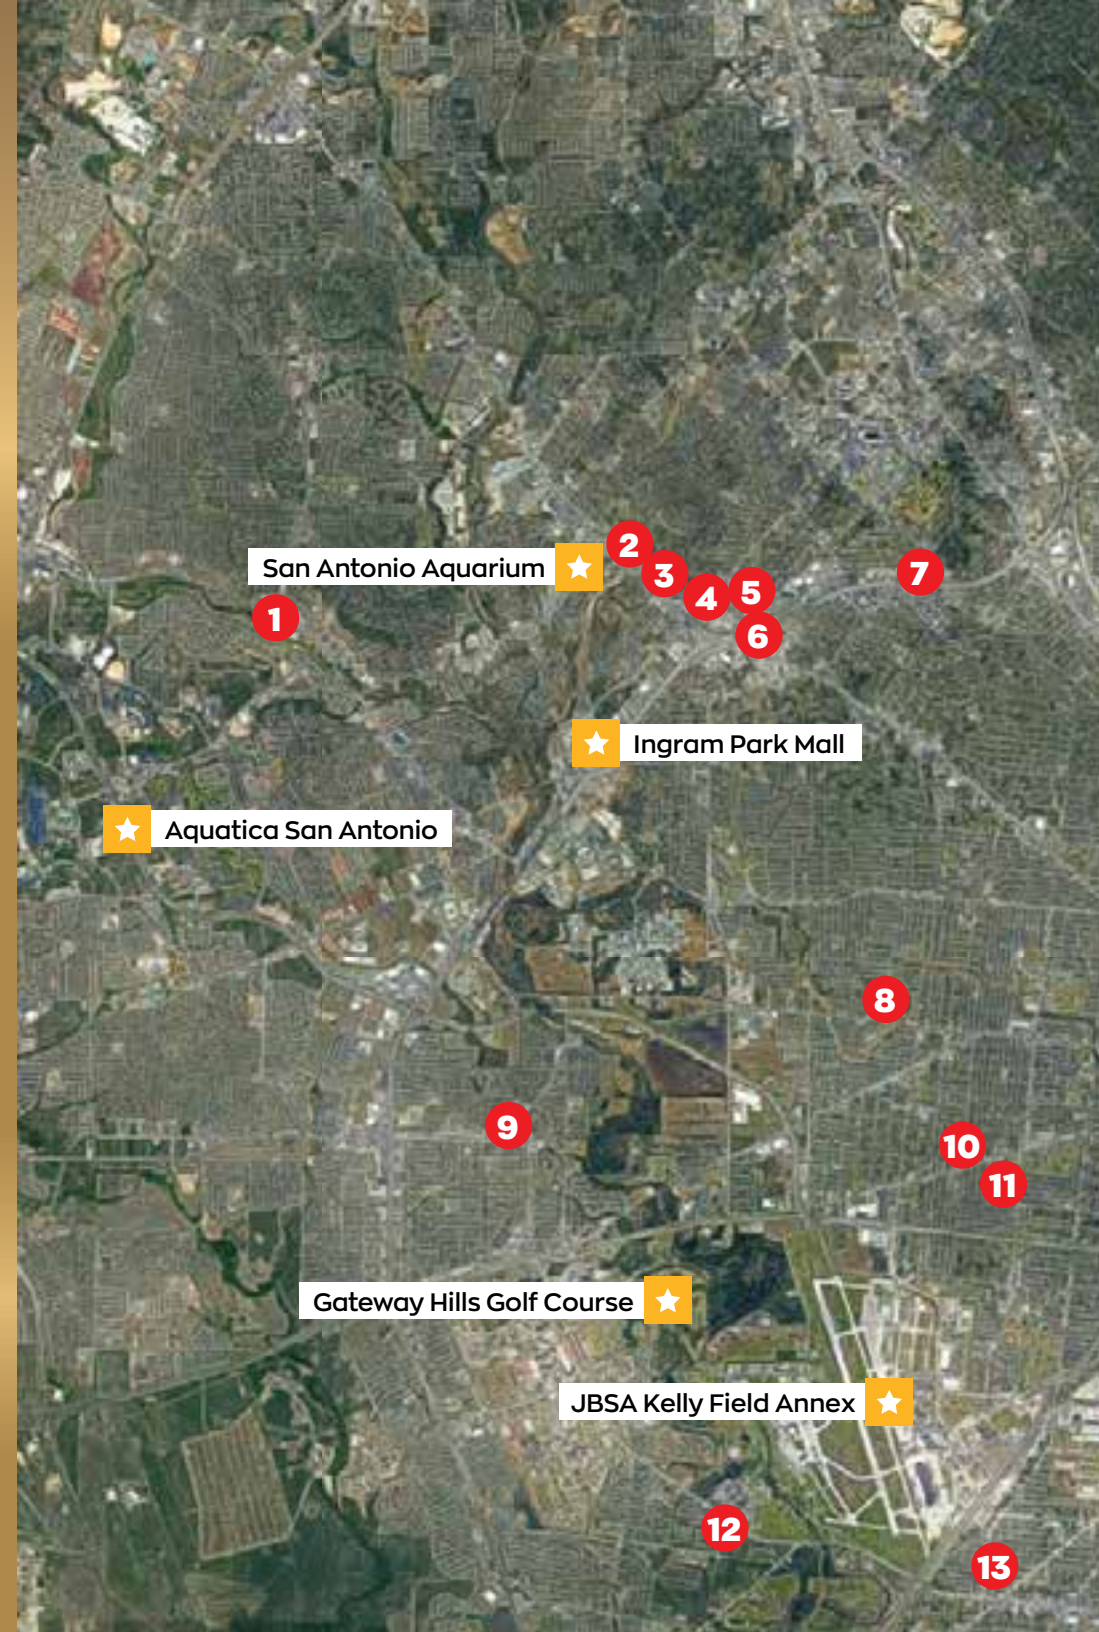 2
San Antonio Aquarium
3
7
5
4
1
6
Ingram Park Mall
Aquatica San Antonio
8
9
10
11
Gateway Hills Golf Course
JBSA Kelly Field Annex
12
13